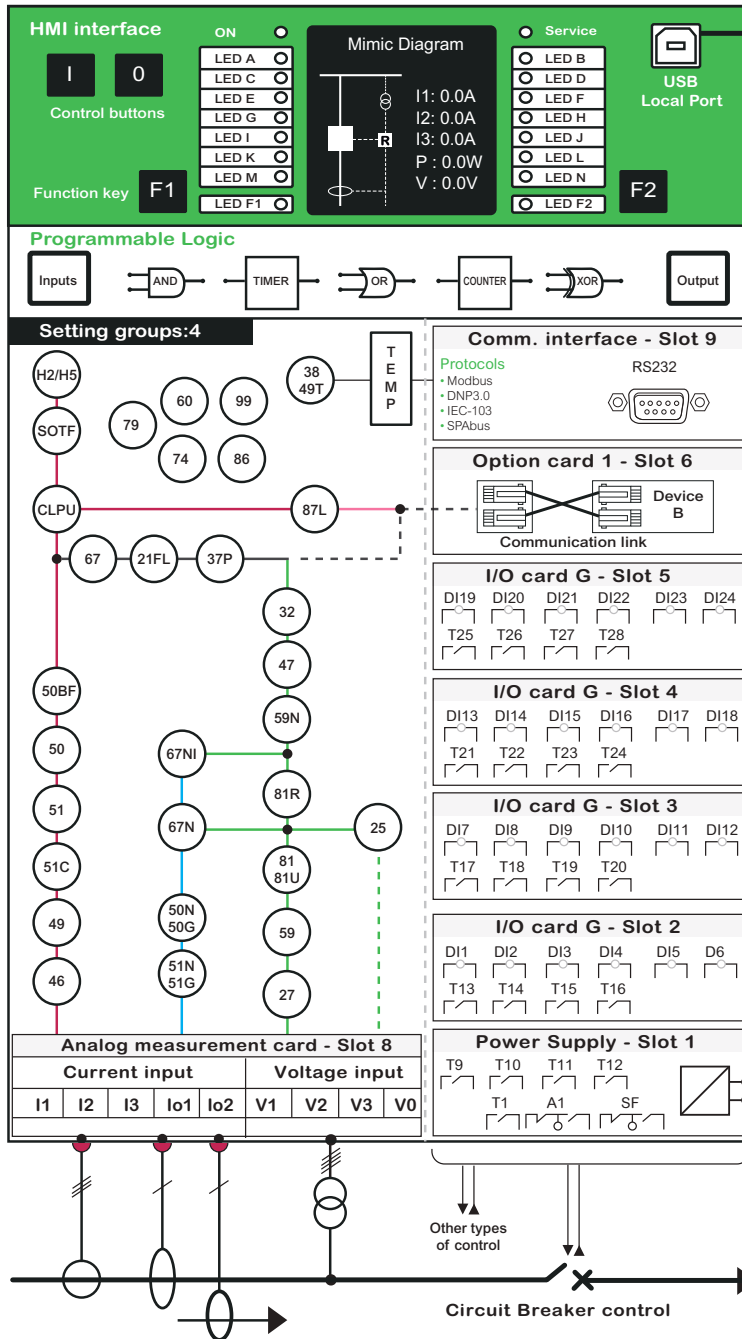 HMI interface
ON
Service
I
0
Control buttons
LED A
LED C
LED E
LED G
LED I
LED K
LED M
LED F1
Function key
F1
Mimic Diagram
R
I1: 0.0A
I2: 0.0A
I3: 0.0A
P : 0.0W
V : 0.0V
LED B
LED D
LED F
LED H
LED J
LED L
LED N
LED F2
F2
USB
Local Port
Programmable Logic
Inputs
AND
TIMER
OR
COUNTER
XOR
Output
Setting groups:4
H2/H5
SOTF
CLPU
79
60
99
74
86
38
49T
T
E
M
P
87L
67
21FL
37P
32
47
59N
50BF
50
67NI
81R
51
67N
25
51C
81
81U
49
50N
50G
59
46
51N
51G
27
Comm. interface - Slot 9
Protocols
• Modbus
• DNP3.0
• IEC-103
• SPAbus
RS232
Option card 1 - Slot 6
Device
B
Communication link
I/O card G - Slot 5
DI19 DI20 DI21 DI22 DI23 DI24
T25 T26 T27 T28
I/O card G - Slot 4
DI13 DI14 DI15 DI16 DI17 DI18
T21 T22 T23 T24
I/O card G - Slot 3
DI7 DI8 DI9 DI10 DI11 DI12
T17 T18 T19 T20
I/O card G - Slot 2
DI1 DI2 DI3 DI4 DI5 D6
T13 T14 T15 T16
Power Supply - Slot 1
T9 T10 T11 T12
T1 A1 SF
Analog measurement card - Slot 8
Current input Voltage input
I1 I2 I3 Io1 Io2 V1 V2 V3 V0
Other types
of control
Circuit Breaker control